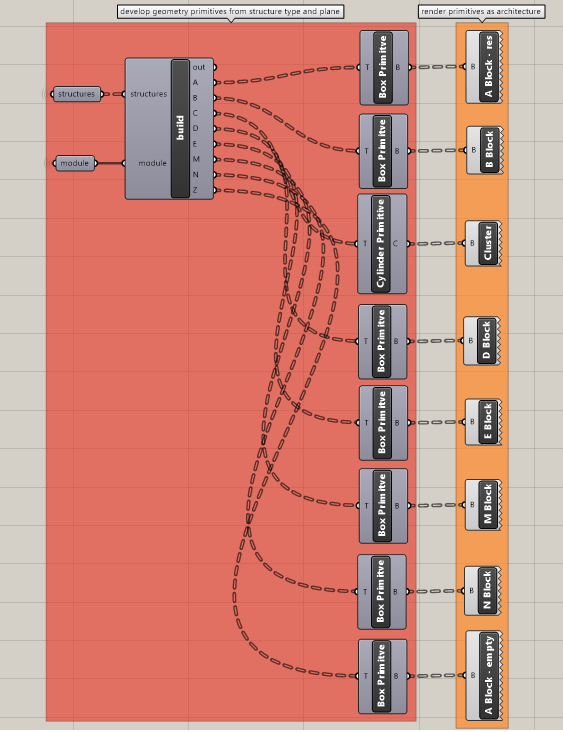 develop geometry primitives from structure type and plane
render primitives as architecture
structures
module
structures
module
build
out
A
B
C
D
E
M
N
Z
T
Box Primitve
B
B
A Block - res
T
Box Primitve
B
B
B Block
T
Cylinder Primitive
C
B
Cluster
T
Box Primitve
B
B
D Block
T
Box Primitve
B
B
E Block
T
Box Primitve
B
B
M Block
T
Box Primitve
B
B
N Block
T
Box Primitve
B
B
A Block - empty